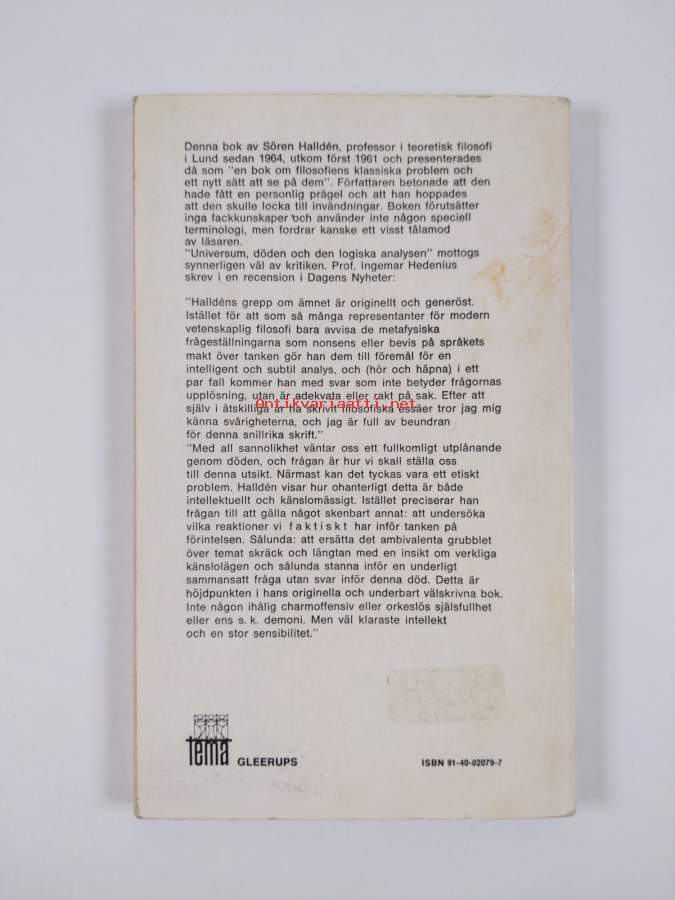 Denna bok av Sören Halldén, professor i teoretisk filosofi
i Lund sedan 1964, utkom först 1961 och presenterades
då som "en bok om filosofiens klassiska problem och
ett nytt sätt att se på dem". Författaren betonade att den
hade fått en personlig prägel och att han hoppades
att den skulle locka till invändningar. Boken förutsätter
inga fackkunskaper och använder inte någon speciell
terminologi, men fordrar kanske ett visst tålamod
av läsaren.
"Universum, döden och den logiska analysen" mottogs
synnerligen väl av kritiken. Prof. Ingemar Hedenius
skrev i en recension i Dagens Nyheter:
"Halldéns grepp om ämnet är originellt och generöst.
Istället för att som så många representanter för modern
vetenskaplig filosofi bara avvisa de metafysiska
frågeställningarna som nonsens eller bevis på språkets
makt över tanken gör han dem till föremål för en
intelligent och subtil analys, och (hör och häpna) i ett
par fall kommer han med svar som inte betyder frågornas
upplösning, utan är adekvata eller rakt på sak. Efter att
Antikvariaatti.net
själv i åtskilliga år ha skrivit filosofiska essäer tror jag mig
känna svårigheterna, och jag är full av beundran
för denna snillrika skrift."
"Med all sannolikhet väntar oss ett fullkomligt utplånande
genom döden, och frågan är hur vi skall ställa oss
till denna utsikt. Närmast kan det tyckas vara ett etiskt
problem. Halldén visar hur ohanterligt detta är både
intellektuellt och känslomässigt. Istället preciserar han
frågan till att gälla något skenbart annat: att undersöka
vilka reaktioner vi f a k t i s k t har inför tanken på
förintelsen. Sålunda: att ersätta det ambivalenta grubblet
över temat skräck och längtan med en insikt om verkliga
känslolägen och sålunda stanna inför en underligt
sammansatt fråga utan svar inför denna död. Detta är
höjdpunkten i hans originella och underbart välskrivna bok.
Inte någon ihålig charmoffensiv eller orkeslös själsfullhet
eller ens s. k. demoni. Men väl klaraste intellekt
och en stor sensibilitet."
tema GLEERUPS
ISBN 91-40-02079-7